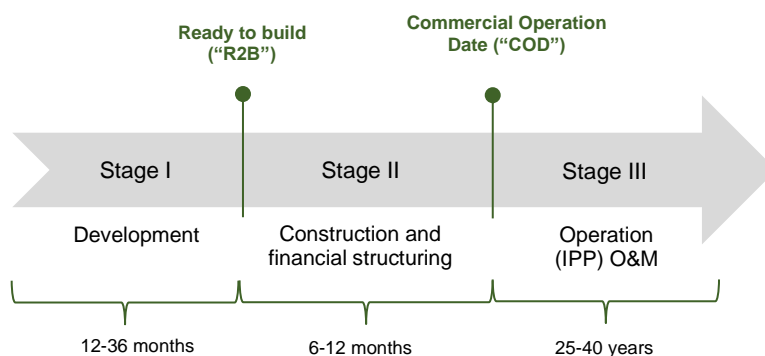 Ready to build
(“R2B”)
Commercial Operation
Date (“COD”)
Stage I
Stage II
Stage III
Development
Construction and
financial structuring
Operation
(IPP) O&M
12-36 months
6-12 months
25-40 years